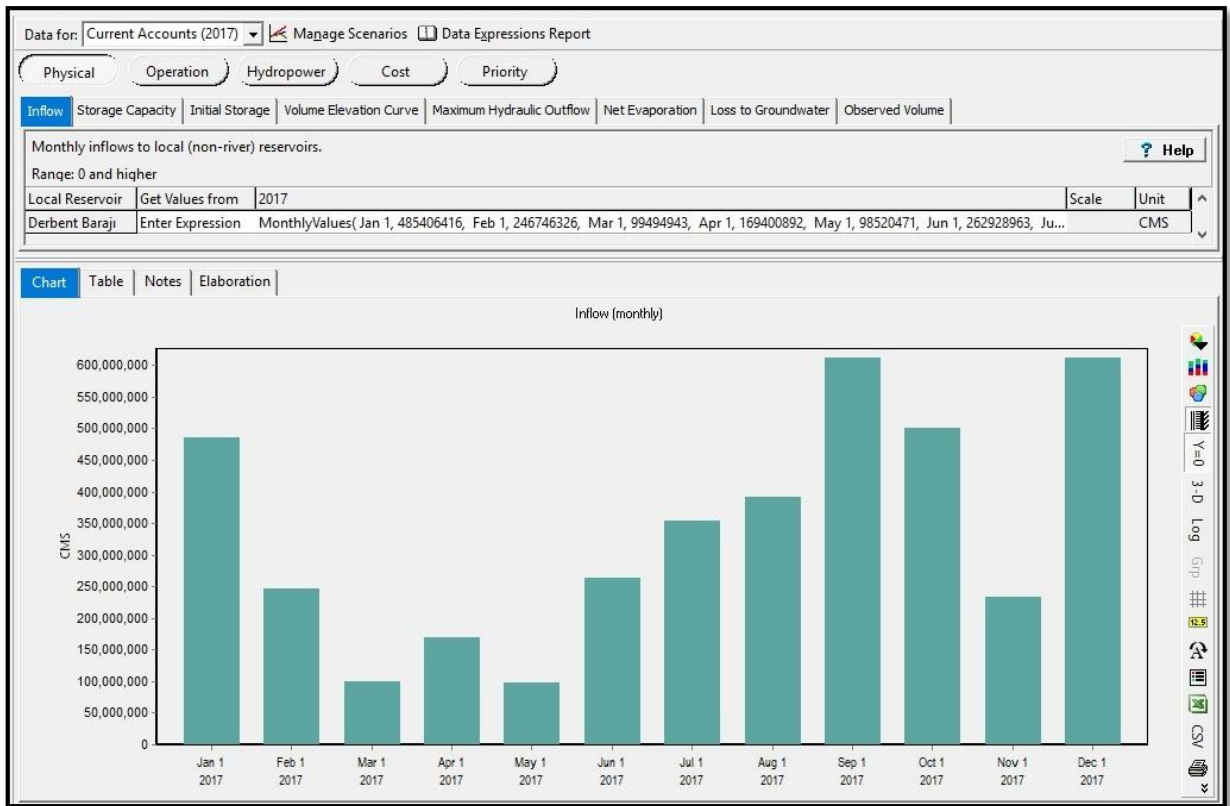 Data for: Current Accounts (2017) Manage Scenarios Data Expressions Report
Physical Operation Hydropower Cost Priority
Inflow Storage Capacity Initial Storage Volume Elevation Curve Maximum Hydraulic Outflow Net Evaporation Loss to Groundwater Observed Volume
Monthly inflows to local (non-river) reservoirs.
? Help
Range: 0 and higher
Local Reservoir Get Values from 2017 Scale Unit
Derbent Barajı Enter Expression MonthlyValues( Jan 1, 485406416, Feb 1, 246746326, Mar 1, 99494943, Apr 1, 169400892, May 1, 98520471, Jun 1, 262928963, Ju... CMS
Chart Table Notes Elaboration
Inflow (monthly)
600,000,000
550,000,000
500,000,000
450,000,000
400,000,000
350,000,000
300,000,000
250,000,000
200,000,000
150,000,000
100,000,000
50,000,000
0
CMS
Jan 1 Feb 1 Mar 1 Apr 1 May 1 Jun 1 Jul 1 Aug 1 Sep 1 Oct 1 Nov 1 Dec 1
2017 2017 2017 2017 2017 2017 2017 2017 2017 2017 2017 2017
Y=0
3-D
Log
Grp
12.5
A
CSV